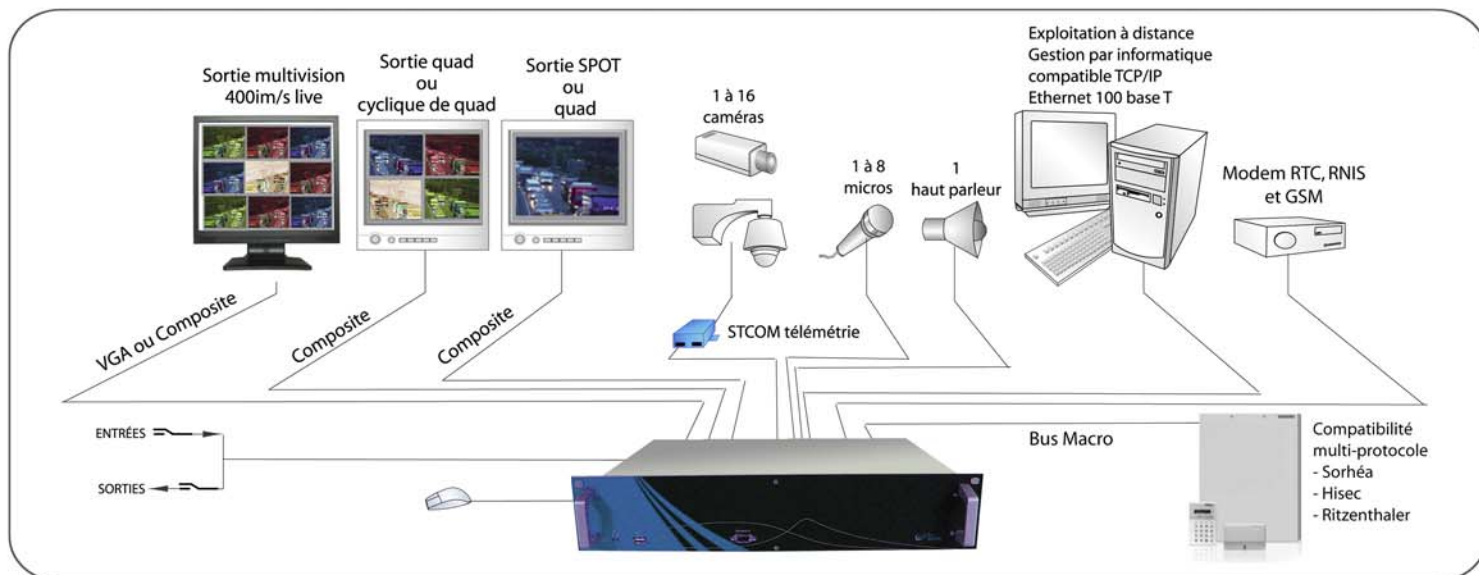 Sortie multivision
400im/s live
Sortie quad
ou
cyclique de quad
Sortie SPOT
ou
quad
1 à 16
caméras
1 à 8
micros
1
haut parleur
Exploitation à distance
Gestion par informatique
compatible TCP/IP
Ethernet 100 base T
Modem RTC, RNIS
et GSM
VGA ou Composite
Composite
Composite
STCOM télémétrie
ENTRÉES
SORTIES
Bus Macro
Compatibilité
multi-protocole
- Sorhéa
- Hisec
- Ritzenthaler